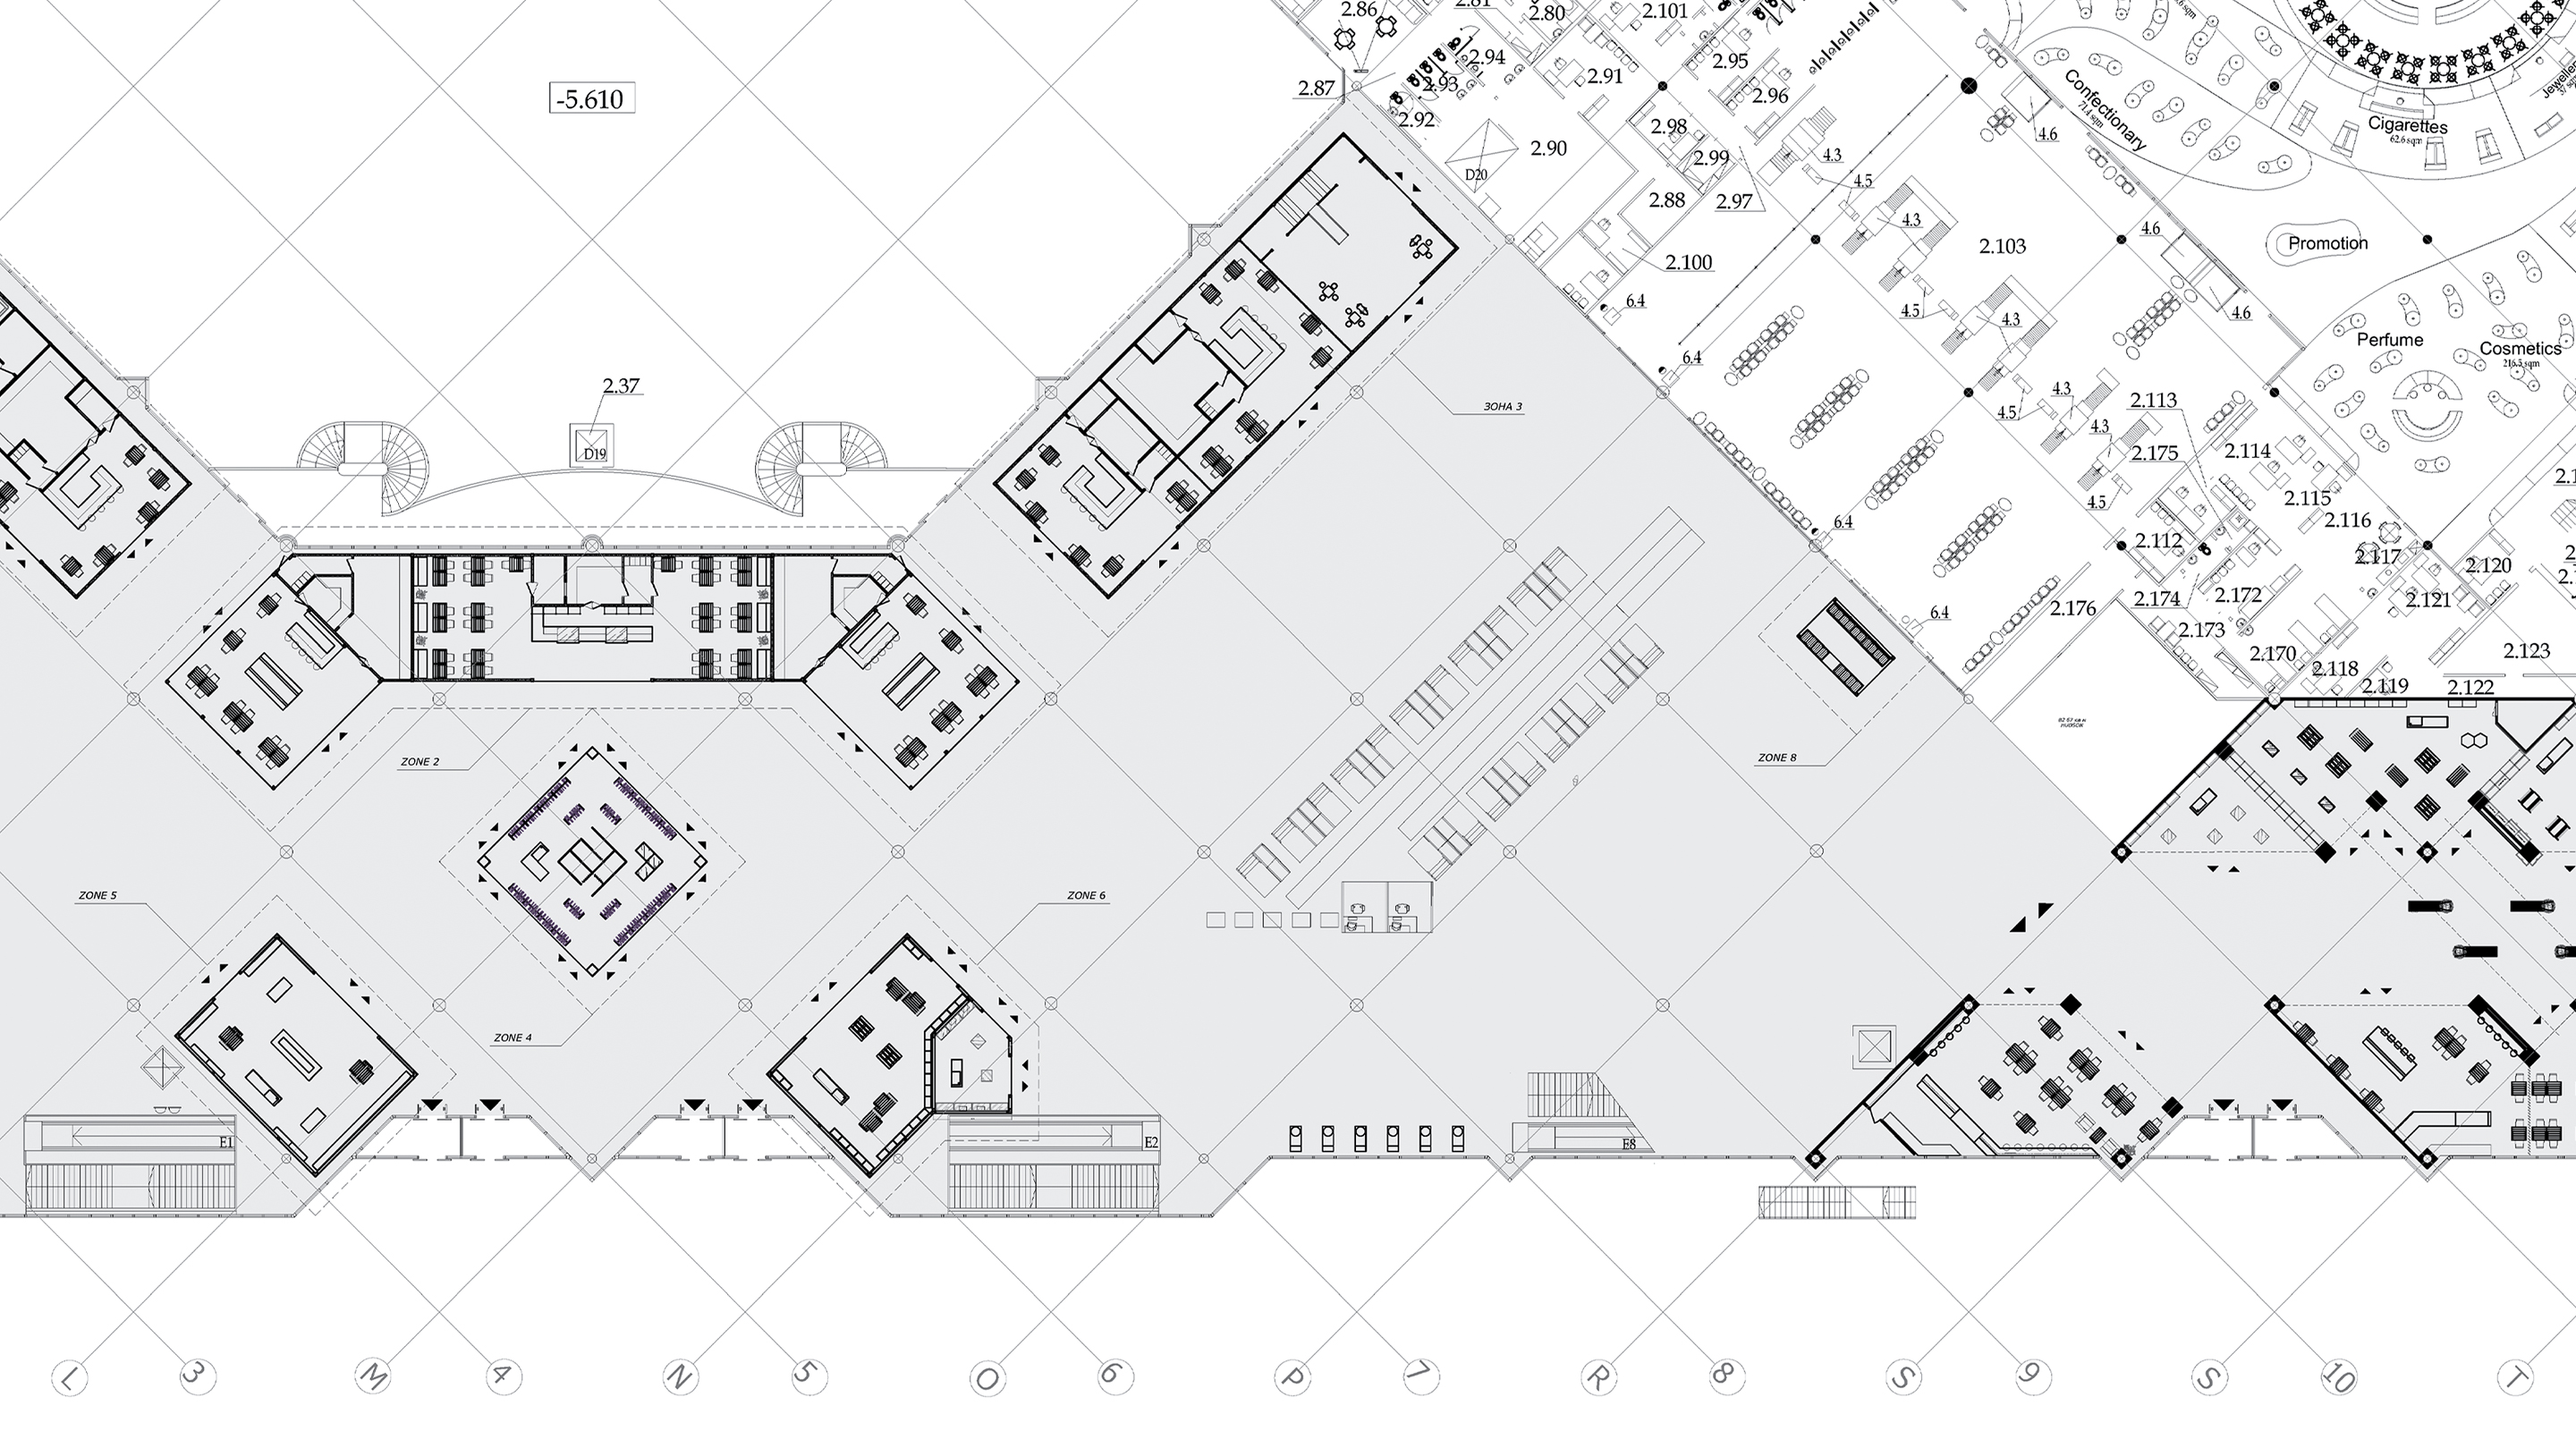 2.86
2.81
2.80
2.101
-5.610
2.87
2.94
2.93
2.91
2.95
2.96
2.92
2.98
2.90
2.99
D20
2.88
2.97
4.3
4.5
4.3
2.103
4.6
Confectionary
71.4 sqm
Cigarettes
62.6 sqm
Promotion
2.100
6.4
4.5
4.3
4.6
4.6
Perfume
Cosmetics
216.5 sqm
6.4
2.37
D19
ЗОНА 3
4.5
4.3
4.3
2.113
2.175
2.114
4.5
2.115
2.116
6.4
2.112
2.117
2.120
2.174
2.172
2.121
6.4
2.176
2.173
2.170
2.118
2.119
2.122
2.123
ZONE 2
ZONE 8
ZONE 5
ZONE 6
ZONE 4
E1
E2
E8
L
3
M
4
N
5
O
6
P
7
R
8
S
9
S
10
T